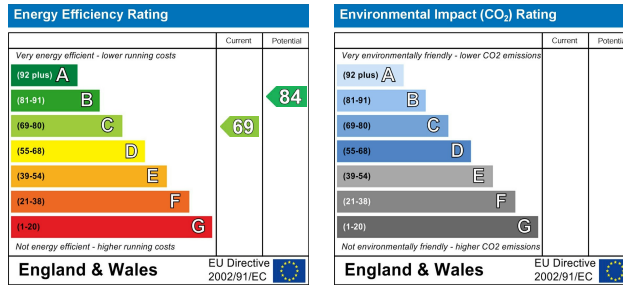 Energy Efficiency Rating
Current Potential
Very energy efficient - lower running costs
(92 plus) A
(81-91) B
84
(69-80) C
69
(55-68) D
(39-54) E
(21-38) F
(1-20) G
Not energy efficient - higher running costs
England & Wales
EU Directive
2002/91/EC
Environmental Impact (CO₂) Rating
Current Potenti
Very environmentally friendly - lower CO2 emissions
(92 plus) A
(81-91) B
(69-80) C
(55-68) D
(39-54) E
(21-38) F
(1-20) G
Not environmentally friendly - higher CO2 emissions
England & Wales
EU Directive
2002/91/EC